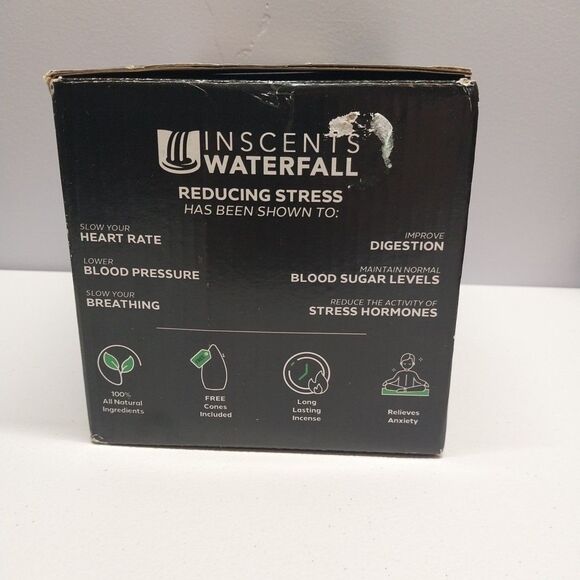 INSCENTS
WATERFALL
REDUCING STRESS
HAS BEEN SHOWN TO:
SLOW YOUR
HEART RATE
LOWER
BLOOD PRESSURE
SLOW YOUR
BREATHING
IMPROVE
DIGESTION
MAINTAIN NORMAL
BLOOD SUGAR LEVELS
REDUCE THE ACTIVITY OF
STRESS HORMONES
100%
All Natural
Ingredients
FREE
Cones
Included
Long
Lasting
Incense
Relieves
Anxiety